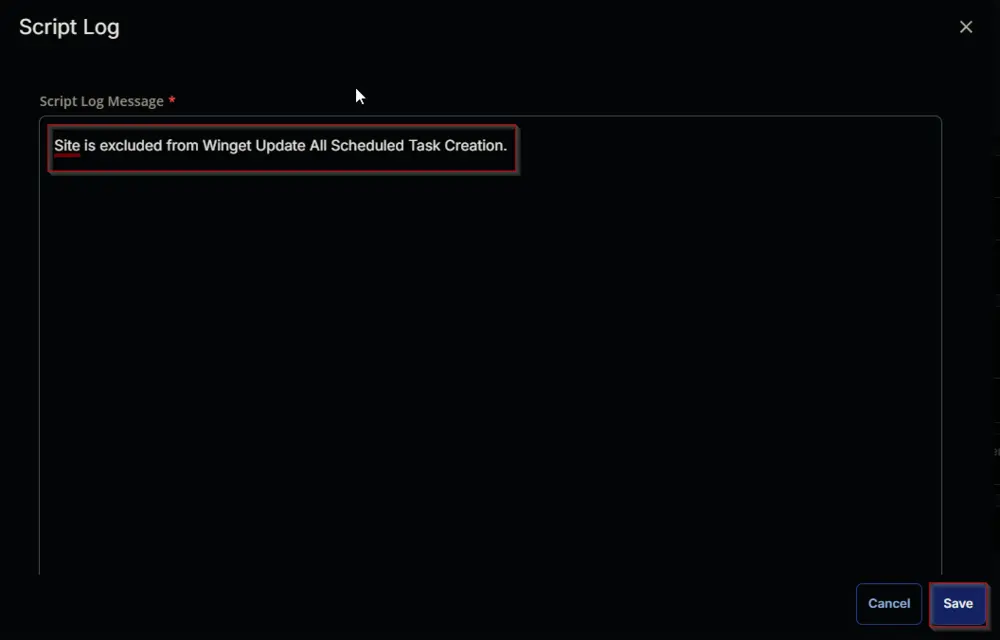 Script Log
Script Log Message *
Site is excluded from Winget Update All Scheduled Task Creation.
Cancel
Save